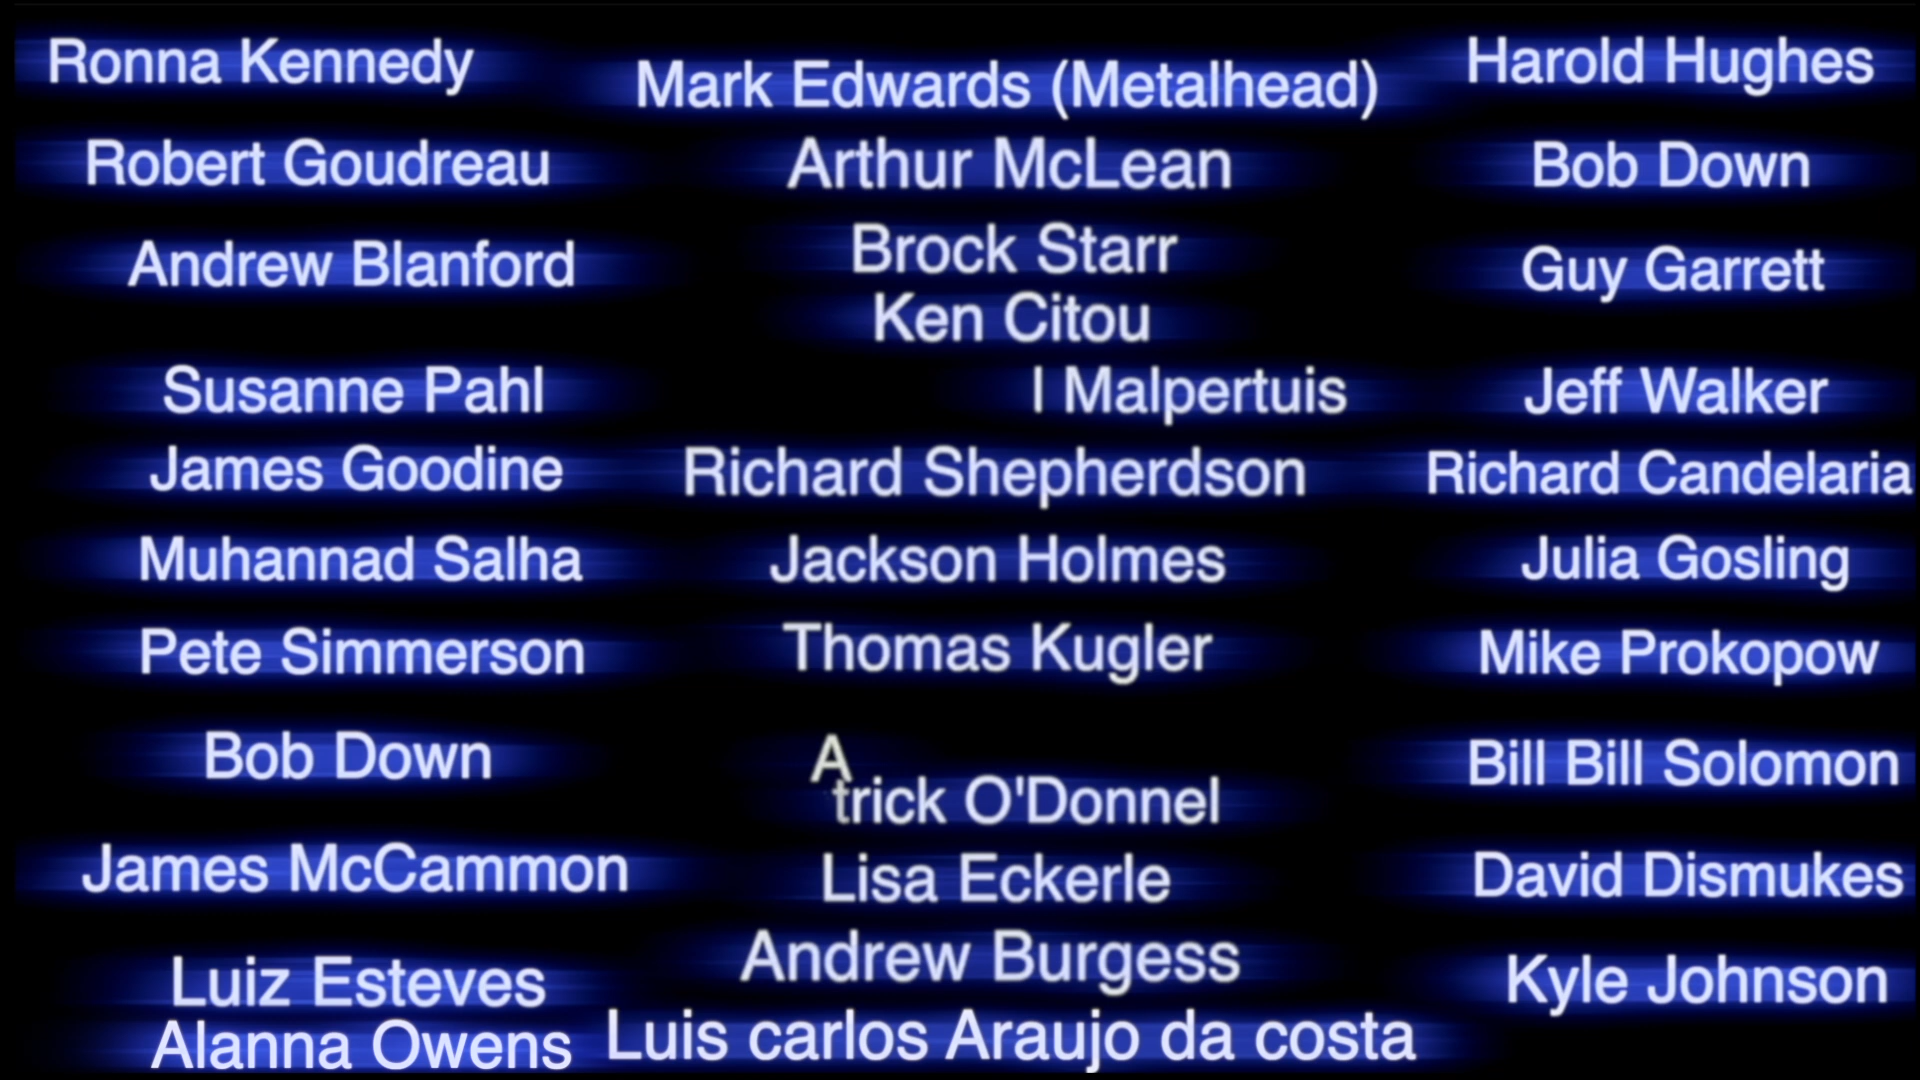 Ronna Kennedy
Robert Goudreau
Andrew Blanford
Susanne Pahl
James Goodine
Muhannad Salha
Pete Simmerson
Bob Down
James McCammon
Luiz Esteves
Alanna Owens
Mark Edwards (Metalhead)
Arthur McLean
Brock Starr
Ken Citou
l Malpertuis
Richard Shepherdson
Jackson Holmes
Thomas Kugler
A
trick O'Donnel
Lisa Eckerle
Andrew Burgess
Luis carlos Araujo da costa
Harold Hughes
Bob Down
Guy Garrett
Jeff Walker
Richard Candelaria
Julia Gosling
Mike Prokopow
Bill Bill Solomon
David Dismukes
Kyle Johnson